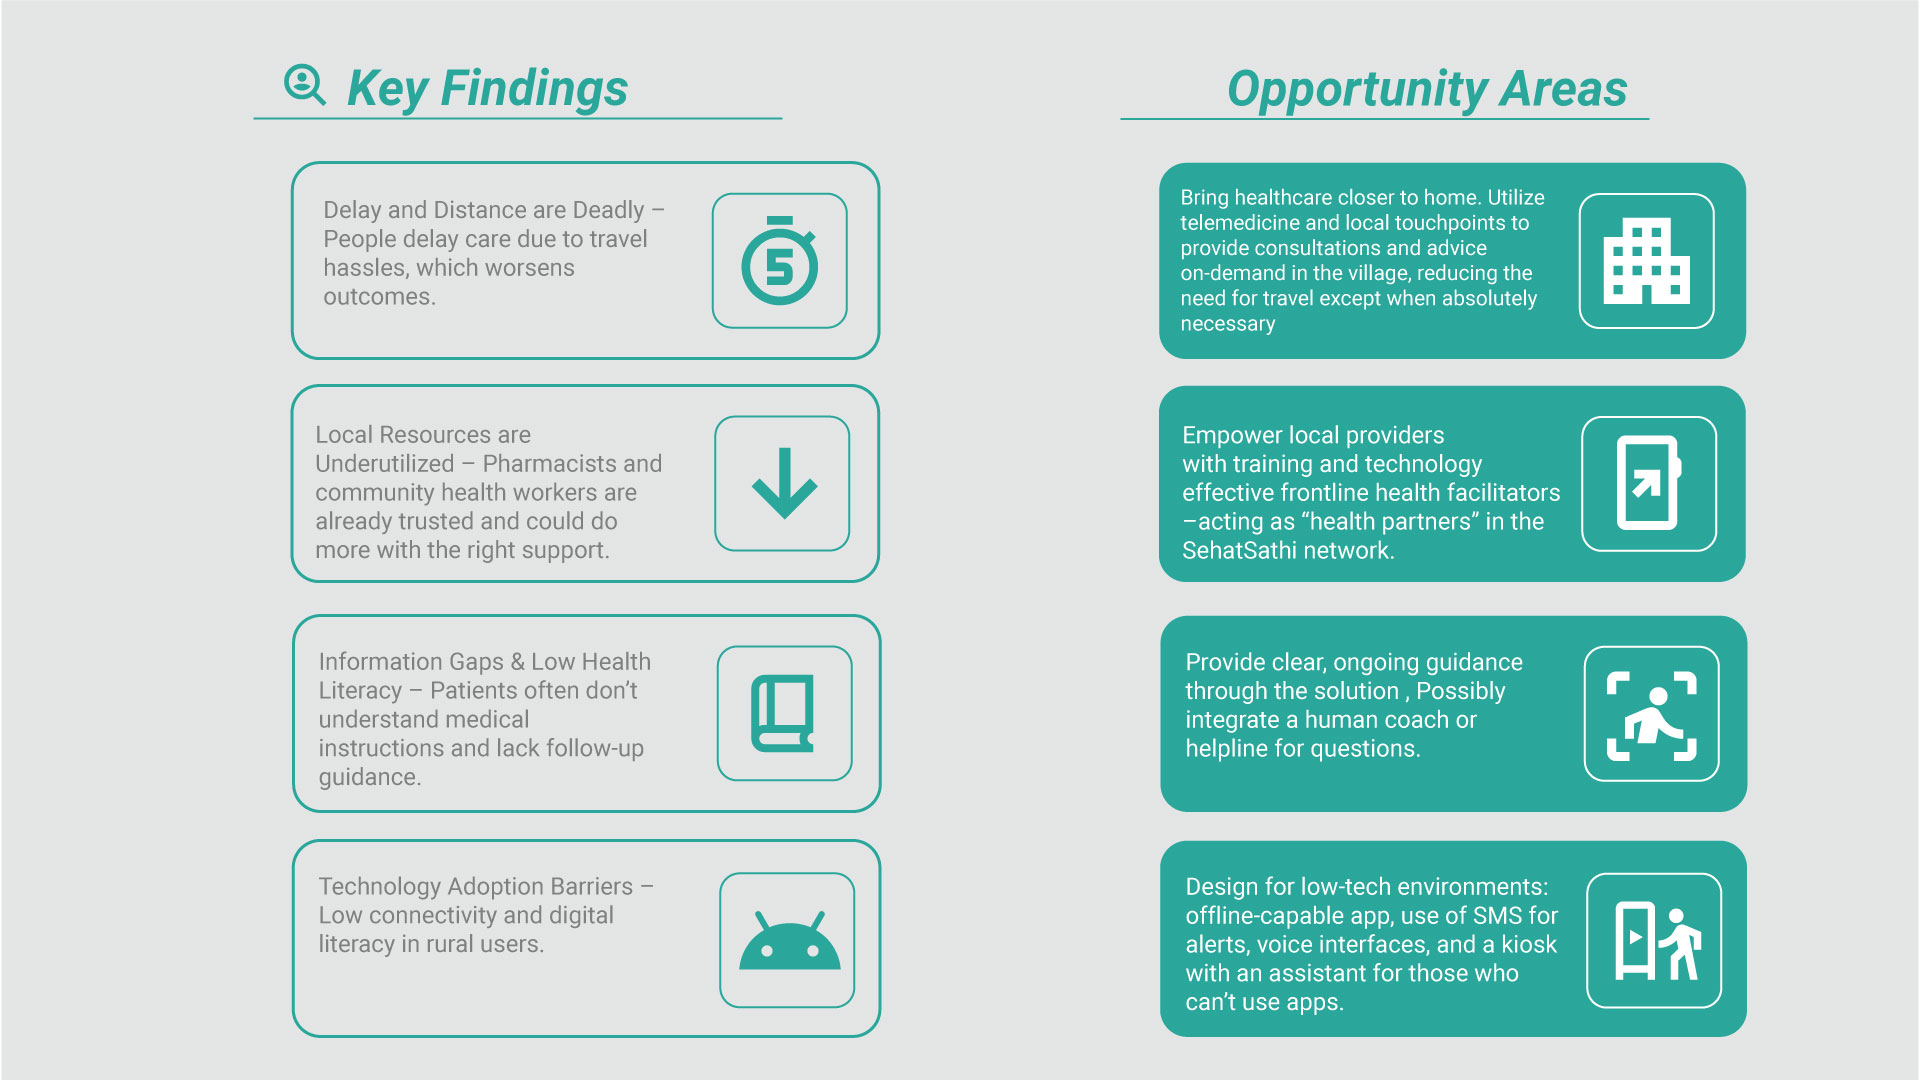 Key Findings
Delay and Distance are Deadly –
People delay care due to travel
hassles, which worsens
outcomes.
5
Local Resources are
Underutilized – Pharmacists and
community health workers are
already trusted and could do
more with the right support.
Information Gaps & Low Health
Literacy – Patients often don’t
understand medical
instructions and lack follow-up
guidance.
Technology Adoption Barriers –
Low connectivity and digital
literacy in rural users.
Opportunity Areas
Bring healthcare closer to home. Utilize
telemedicine and local touchpoints to
provide consultations and advice
on-demand in the village, reducing the
need for travel except when absolutely
necessary
Empower local providers
with training and technology
effective frontline health facilitators
–acting as “health partners” in the
SehatSathi network.
Provide clear, ongoing guidance
through the solution , Possibly
integrate a human coach or
helpline for questions.
Design for low-tech environments:
offline-capable app, use of SMS for
alerts, voice interfaces, and a kiosk
with an assistant for those who
can’t use apps.